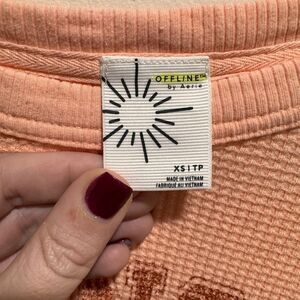 OFFLINE™
by Aerie
XS | TP
MADE IN VIETNAM
FABRIQUÉ AU VIETNAM